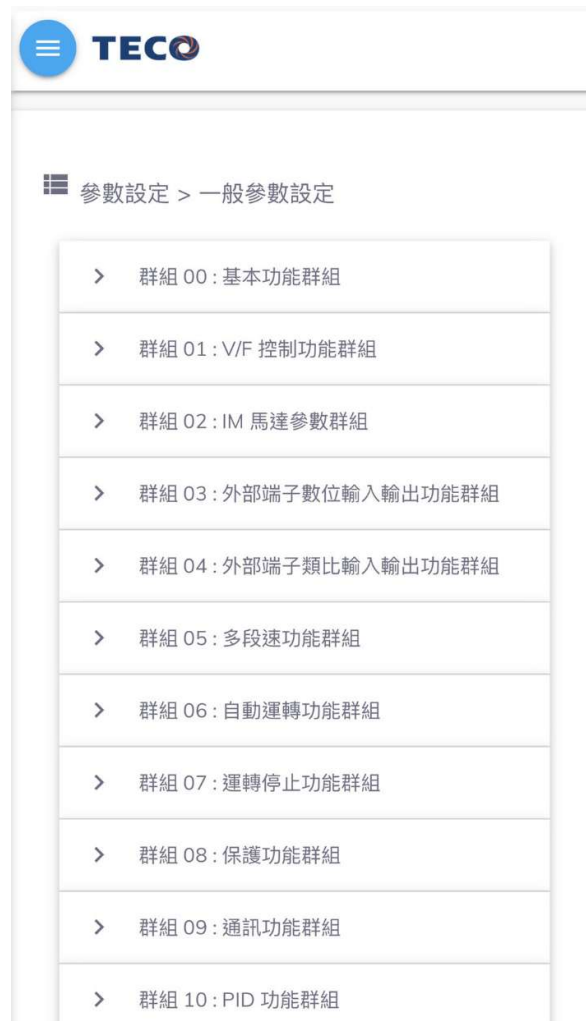 TECO
參數設定 > 一般參數設定
群組 00 : 基本功能群組
群組 01 : V/F 控制功能群組
群組 02 : IM 馬達參數群組
群組 03 : 外部端子數位輸入輸出功能群組
群組 04 : 外部端子類比輸入輸出功能群組
群組 05 : 多段速功能群組
群組 06 : 自動運轉功能群組
群組 07 : 運轉停止功能群組
群組 08 : 保護功能群組
群組 09 : 通訊功能群組
群組 10 : PID 功能群組